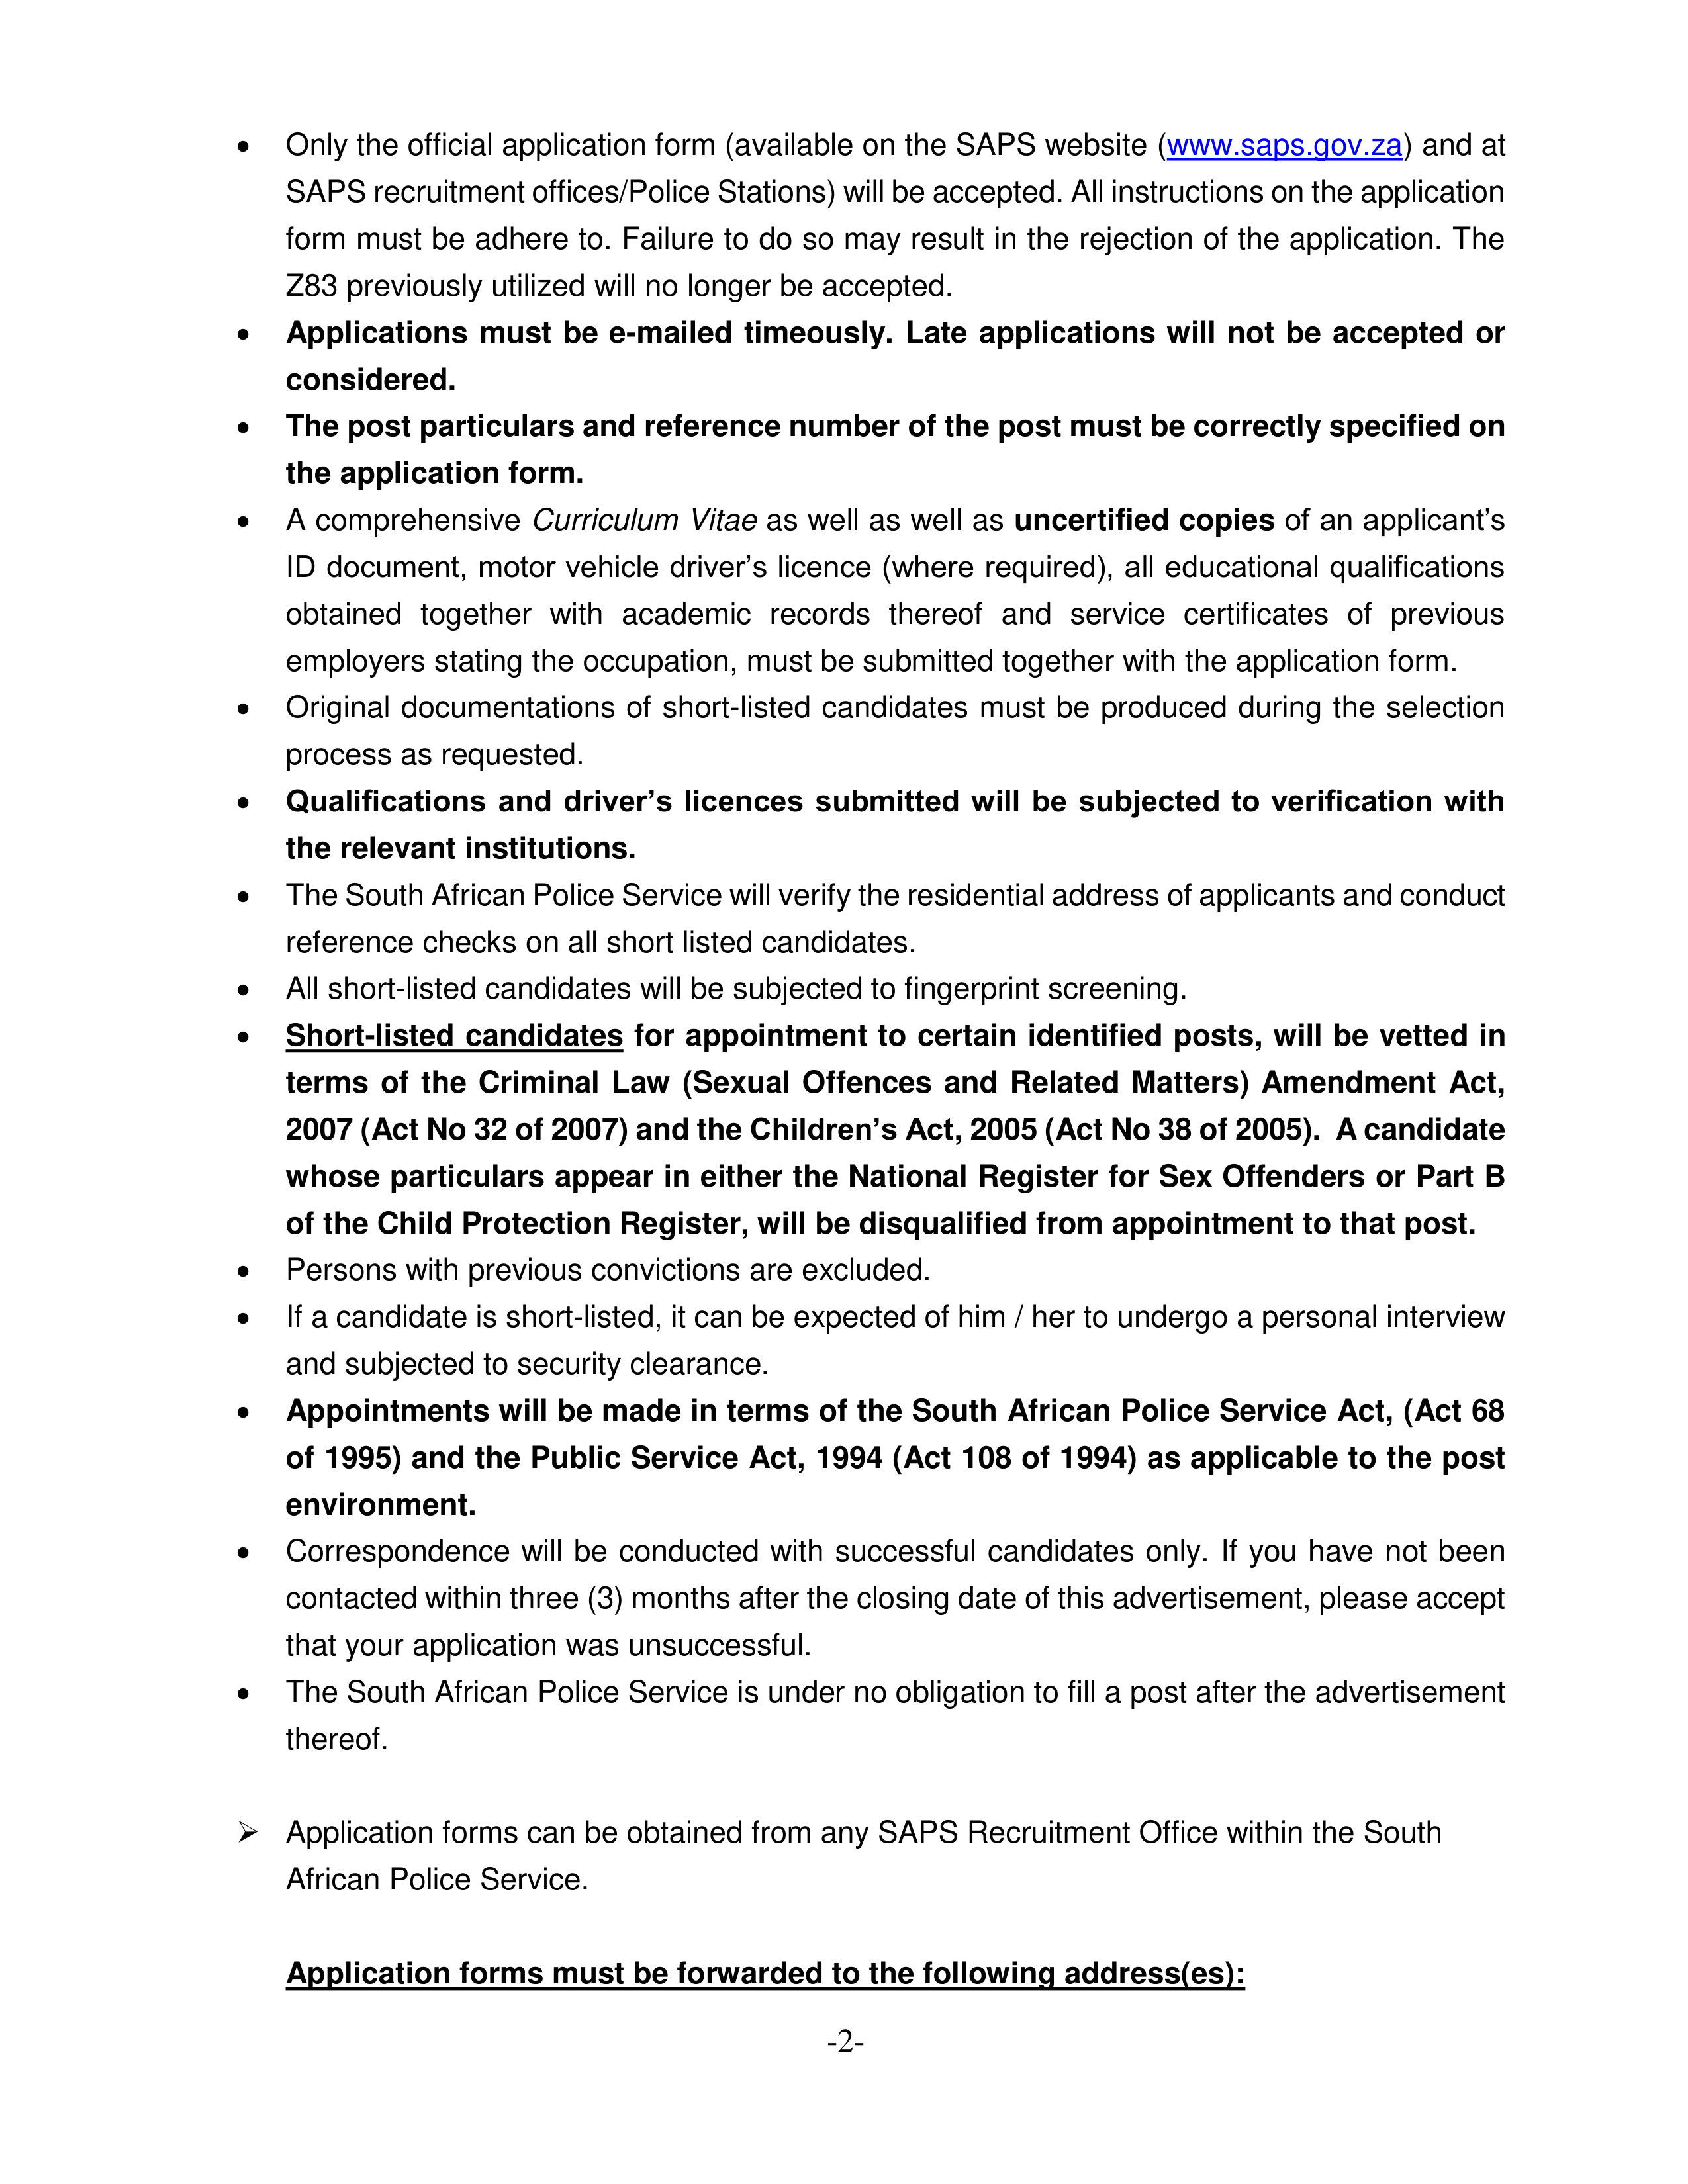 • Only the official application form (available on the SAPS website (www.saps.gov.za) and at
SAPS recruitment offices/Police Stations) will be accepted. All instructions on the application
form must be adhere to. Failure to do so may result in the rejection of the application. The
Z83 previously utilized will no longer be accepted.
• Applications must be e-mailed timeously. Late applications will not be accepted or
considered.
• The post particulars and reference number of the post must be correctly specified on
the application form.
• A comprehensive Curriculum Vitae as well as well as uncertified copies of an applicant’s
ID document, motor vehicle driver’s licence (where required), all educational qualifications
obtained together with academic records thereof and service certificates of previous
employers stating the occupation, must be submitted together with the application form.
• Original documentations of short-listed candidates must be produced during the selection
process as requested.
• Qualifications and driver’s licences submitted will be subjected to verification with
the relevant institutions.
• The South African Police Service will verify the residential address of applicants and conduct
reference checks on all short listed candidates.
• All short-listed candidates will be subjected to fingerprint screening.
• Short-listed candidates for appointment to certain identified posts, will be vetted in
terms of the Criminal Law (Sexual Offences and Related Matters) Amendment Act,
2007 (Act No 32 of 2007) and the Children’s Act, 2005 (Act No 38 of 2005). A candidate
whose particulars appear in either the National Register for Sex Offenders or Part B
of the Child Protection Register, will be disqualified from appointment to that post.
• Persons with previous convictions are excluded.
• If a candidate is short-listed, it can be expected of him / her to undergo a personal interview
and subjected to security clearance.
• Appointments will be made in terms of the South African Police Service Act, (Act 68
of 1995) and the Public Service Act, 1994 (Act 108 of 1994) as applicable to the post
environment.
• Correspondence will be conducted with successful candidates only. If you have not been
contacted within three (3) months after the closing date of this advertisement, please accept
that your application was unsuccessful.
• The South African Police Service is under no obligation to fill a post after the advertisement
thereof.
➢ Application forms can be obtained from any SAPS Recruitment Office within the South
African Police Service.
Application forms must be forwarded to the following address(es):
-2-